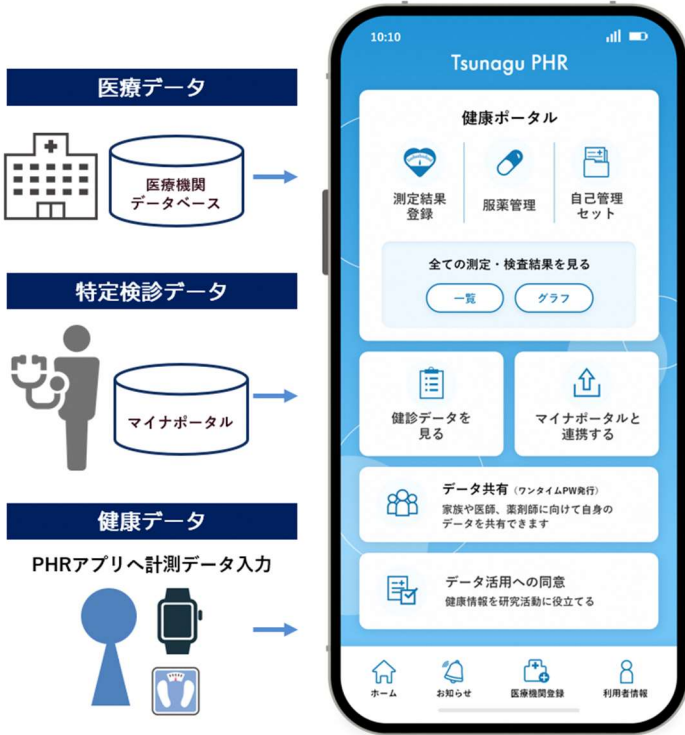 医療データ
医療機関
データベース
特定検診データ
マイナポータル
健康データ
PHRアプリへ計測データ入力
10:10
Tsunagu PHR
健康ポータル
測定結果
登録
服薬管理
自己管理
セット
全ての測定・検査結果を見る
一覧
グラフ
健診データを
見る
マイナポータルと
連携する
データ共有（ワンタイムPW発行）
家族や医師、薬剤師に向けて自身の
データを共有できます
データ活用への同意
健康情報を研究活動に役立てる
ホーム
お知らせ
医療機関登録
利用者情報